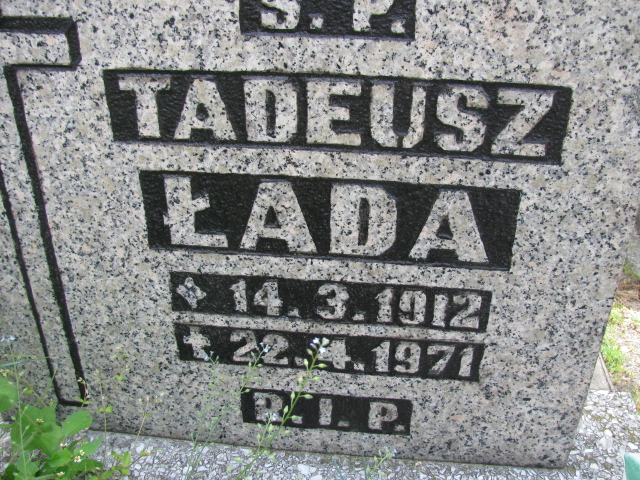 Ś. P.
TADEUSZ
ŁADA
14.3.1912
✝ 22.4.1971
R.I.P.